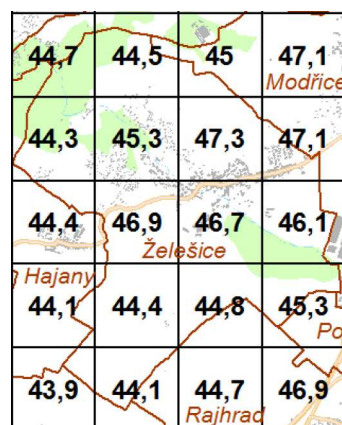 44,7 44,5 45 47,1
Modřice
44,3 45,3 47,3 47,1
44,4 46,9 46,7 46,1
Želešice
Hajany
44,1 44,4 44,8 45,3
Po
43,9 44,1 44,7 46,9
Rajhrad